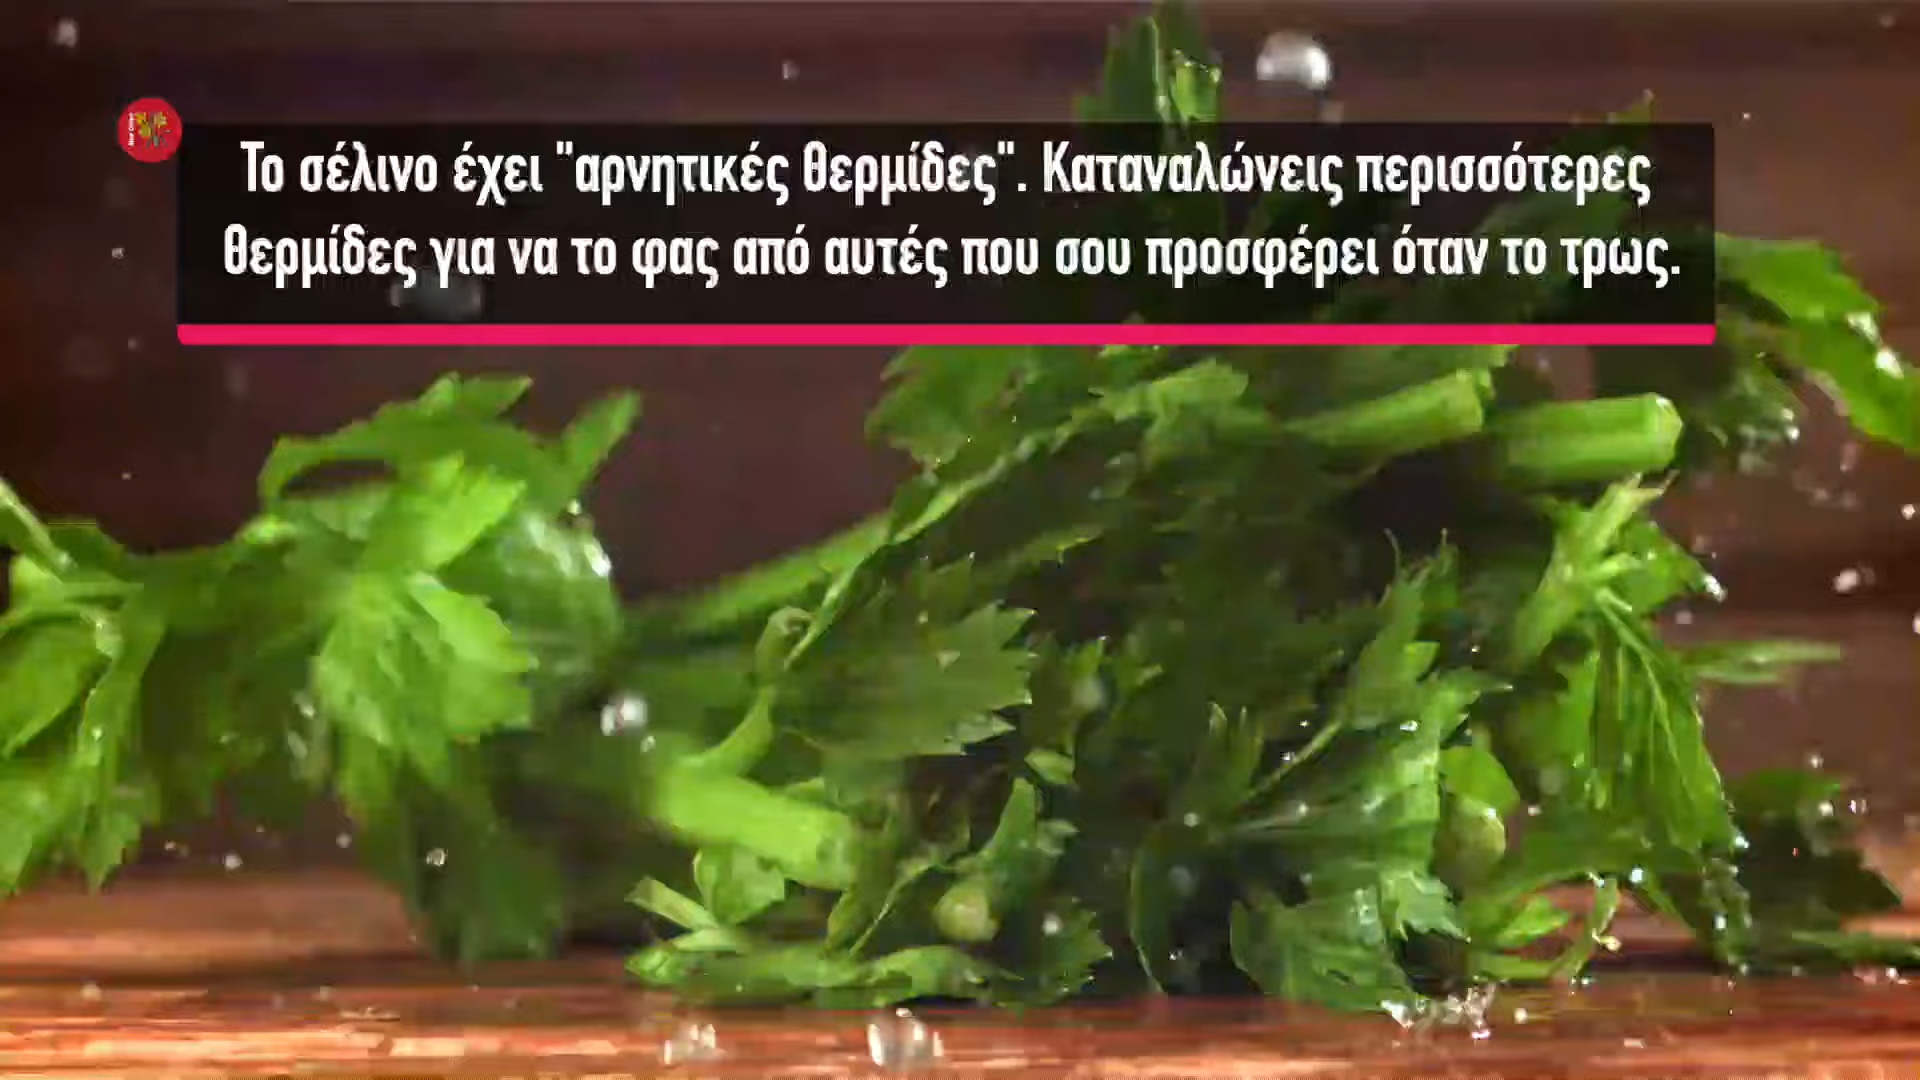 Το σέλινο έχει "αρνητικές θερμίδες". Καταναλώνεις περισσότερες
θερμίδες για να το φας από αυτές που σου προσφέρει όταν το τρως.